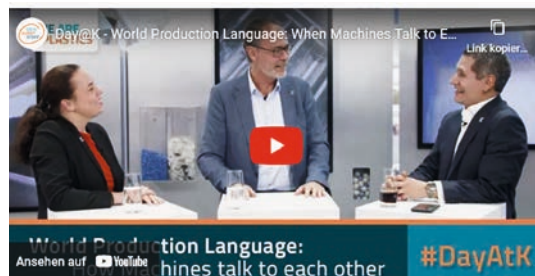 Day@K - World Production Language: When Machines Talk to E...
Link kopier...
World Production Language:
How machines talk to each other
#DayAtK
Ansehen auf YouTube